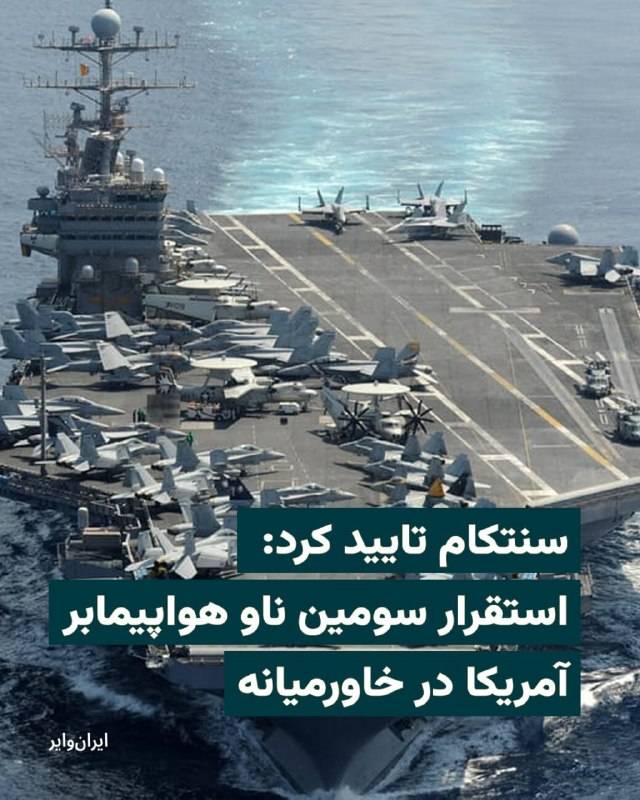 سنتکام تایید کرد:
استقرار سومین ناو هواپیمابر
آمریکا در خاورمیانه
ایران‌وایر